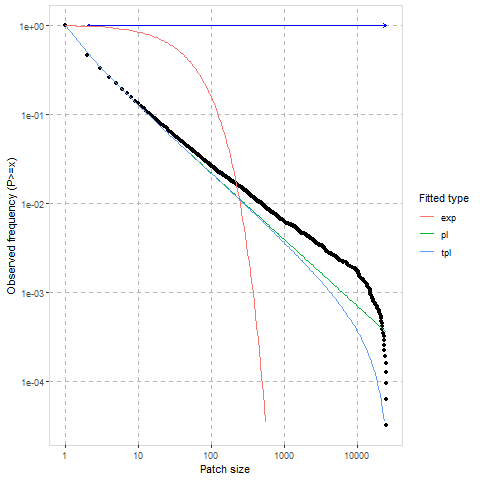 1e+00
1e-01
1e-02
1e-03
1e-04
Observed frequency (P>=x)
1
10
100
1000
10000
Patch size
Fitted type
exp
pl
tpl